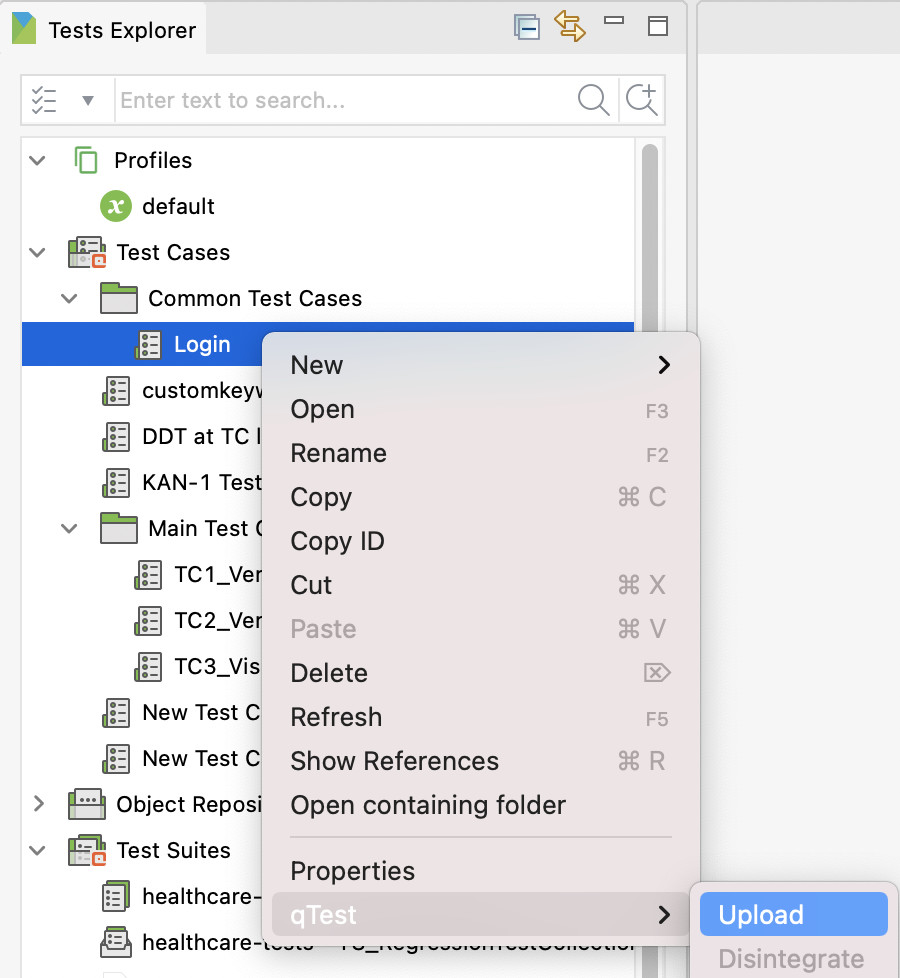 Tests Explorer
Enter text to search...
Profiles
x default
Test Cases
Common Test Cases
Login
customkeyw
DDT at TC l
KAN-1 Test
Main Test C
TC1_Ver
TC2_Ver
TC3_Vis
New Test C
New Test C
Object Reposi
Test Suites
healthcare-
healthcare-tests - TC_RegressionTestCollection
New
Open F3
Rename F2
Copy ⌘ C
Copy ID
Cut ⌘ X
Paste ⌘ V
Delete ⌦
Refresh F5
Show References ⌘ R
Open containing folder
Properties
qTest
Upload
Disintegrate